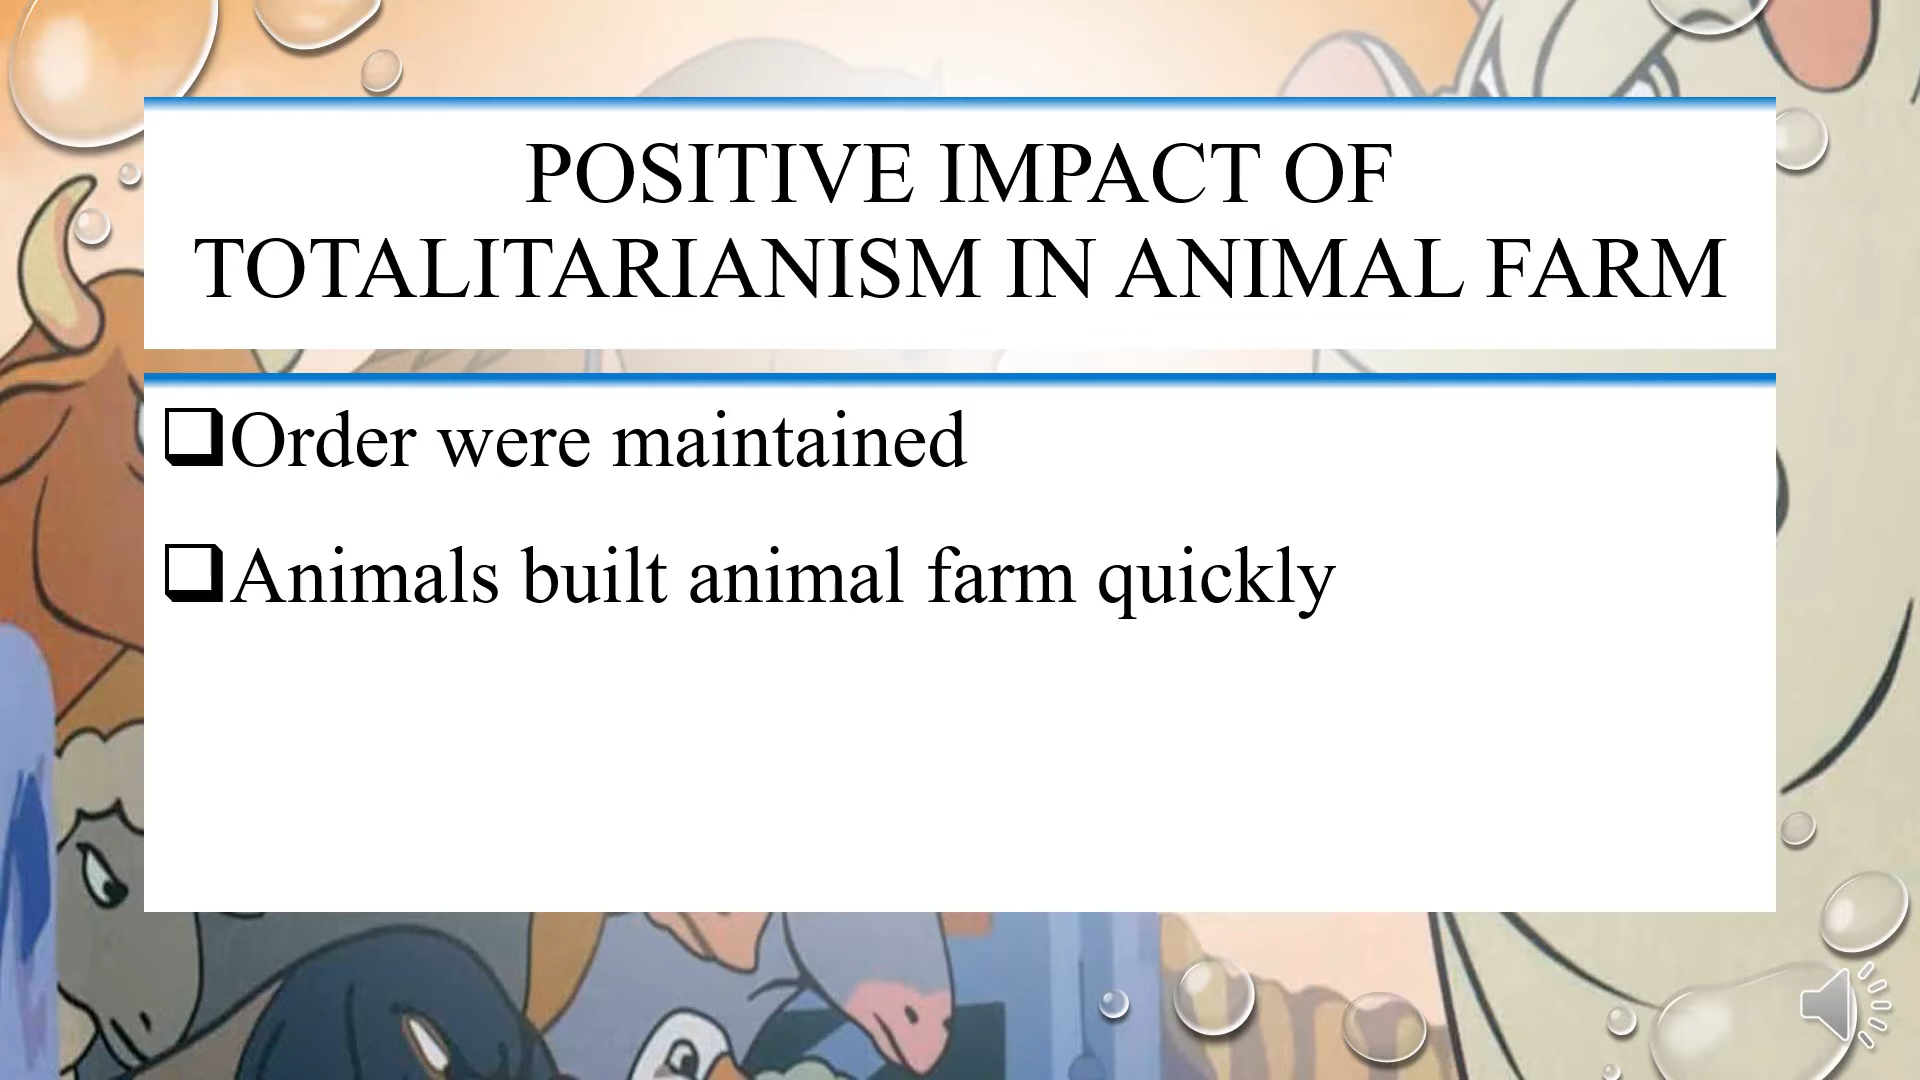 POSITIVE IMPACT OF
TOTALITARIANISM IN ANIMAL FARM
Order were maintained
Animals built animal farm quickly